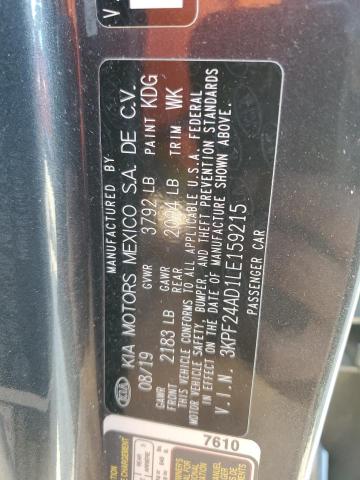 MANUFACTURED BY
KIA KIA MOTORS MEXICO S.A. DE C.V.
08/19 GVWR 3792 LB PAINT KDG
GAWR FRONT 2183 LB GAWR REAR LB TRIM WK
THIS VEHICLE CONFORMS TO ALL APPLICABLE U.S.A. FEDERAL
MOTOR VEHICLE SAFETY, BUMPER, AND THEFT PREVENTION STANDARDS
IN EFFECT ON THE DATE OF MANUFACTURE SHOWN ABOVE.
V.I.N. 3KPF24AD1LE159215
PASSENGER CAR
7610